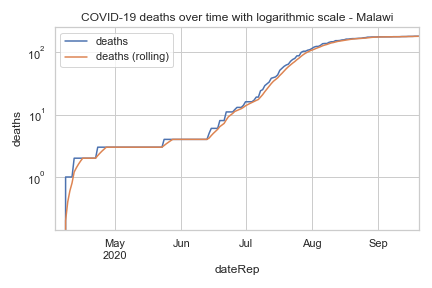 COVID-19 deaths over time with logarithmic scale - Malawi
deaths
deaths (rolling)
deaths
10²
10¹
10⁰
May
2020
Jun
Jul
Aug
Sep
dateRep